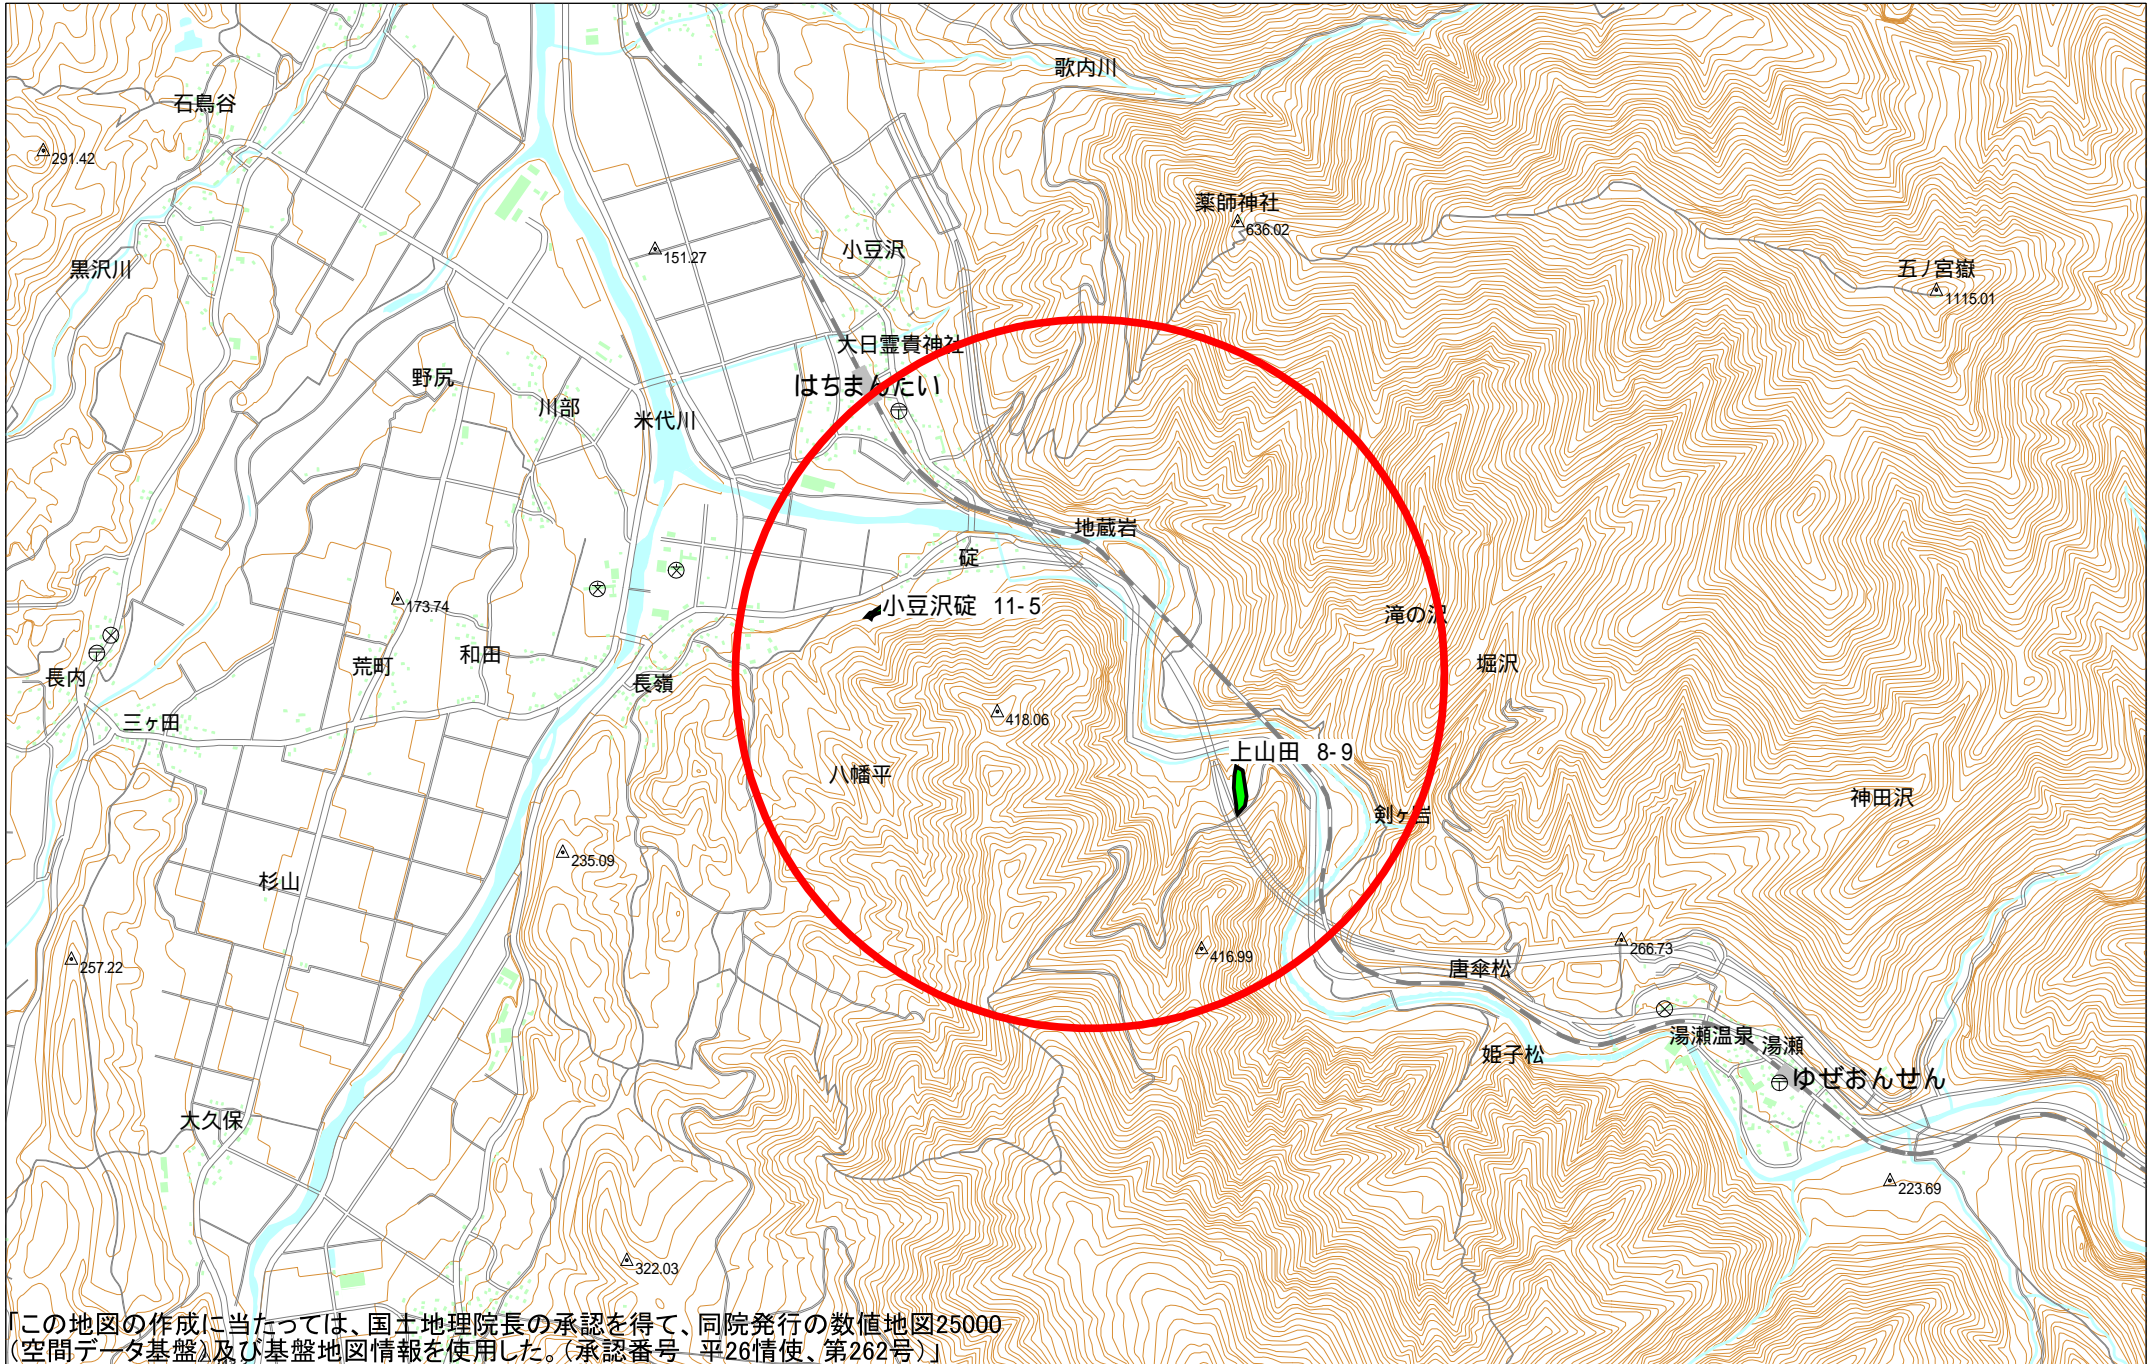 歌内川
石鳥谷
291.42
薬師神社
636.02
小豆沢
151.27
黒沢川
五ノ宮嶽
1115.01
大日霊貴神社
はちまんたい
野尻
川部
米代川
地蔵岩
碇
小豆沢碇 11-5
173.74
滝の沢
和田
荒町
堀沢
長内
長嶺
418.06
三ヶ田
上山田 8-9
八幡平
神田沢
剣ヶ岩
235.09
杉山
416.99
266.73
257.22
唐傘松
湯瀬温泉
湯瀬
姫子松
ゆぜおんせん
大久保
223.69
322.03
「この地図の作成に当たっては、国土地理院長の承認を得て、同院発行の数値地図25000
(空間データ基盤)及び基盤地図情報を使用した。(承認番号 平26情使、第262号)」